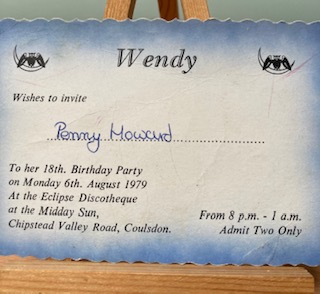 Wendy
Wishes to invite
Penny Howard
To her 18th. Birthday Party
on Monday 6th. August 1979
At the Eclipse Discotheque
at the Midday Sun,
Chipstead Valley Road, Coulsdon.
From 8 p.m. - 1 a.m.
Admit Two Only